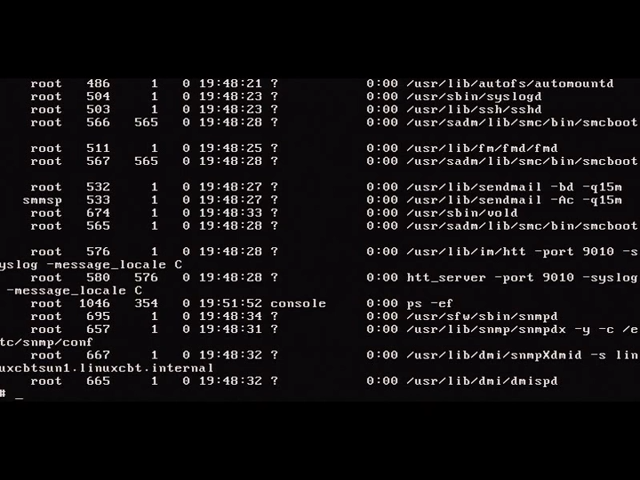 root 486 1 0 19:48:21 ? 0:00 /usr/lib/autofs/automountd
root 504 1 0 19:48:23 ? 0:00 /usr/sbin/syslogd
root 503 1 0 19:48:23 ? 0:00 /usr/lib/ssh/sshd
root 566 565 0 19:48:28 ? 0:00 /usr/sadm/lib/smc/bin/smcboot
root 511 1 0 19:48:25 ? 0:00 /usr/lib/fm/fmd/fmd
root 567 565 0 19:48:28 ? 0:00 /usr/sadm/lib/smc/bin/smcboot
root 532 1 0 19:48:27 ? 0:00 /usr/lib/sendmail -bd -q15m
smmsp 533 1 0 19:48:27 ? 0:00 /usr/lib/sendmail -Ac -q15m
root 674 1 0 19:48:33 ? 0:00 /usr/sbin/vold
root 565 1 0 19:48:28 ? 0:00 /usr/sadm/lib/smc/bin/smcboot
root 576 1 0 19:48:28 ? 0:00 /usr/lib/im/htt -port 9010 -s
yslog -message_locale C
root 580 576 0 19:48:28 ? 0:00 htt_server -port 9010 -syslog
-message_locale C
root 1046 354 0 19:51:52 console 0:00 ps -ef
root 695 1 0 19:48:34 ? 0:00 /usr/sfw/sbin/snmpd
root 657 1 0 19:48:31 ? 0:00 /usr/lib/snmp/snmpdx -y -c /e
tc/snmp/conf
root 667 1 0 19:48:32 ? 0:00 /usr/lib/dmi/snmpXdmid -s lin
uxcbtsun1.linuxcbt.internal
root 665 1 0 19:48:32 ? 0:00 /usr/lib/dmi/dmispd
# _